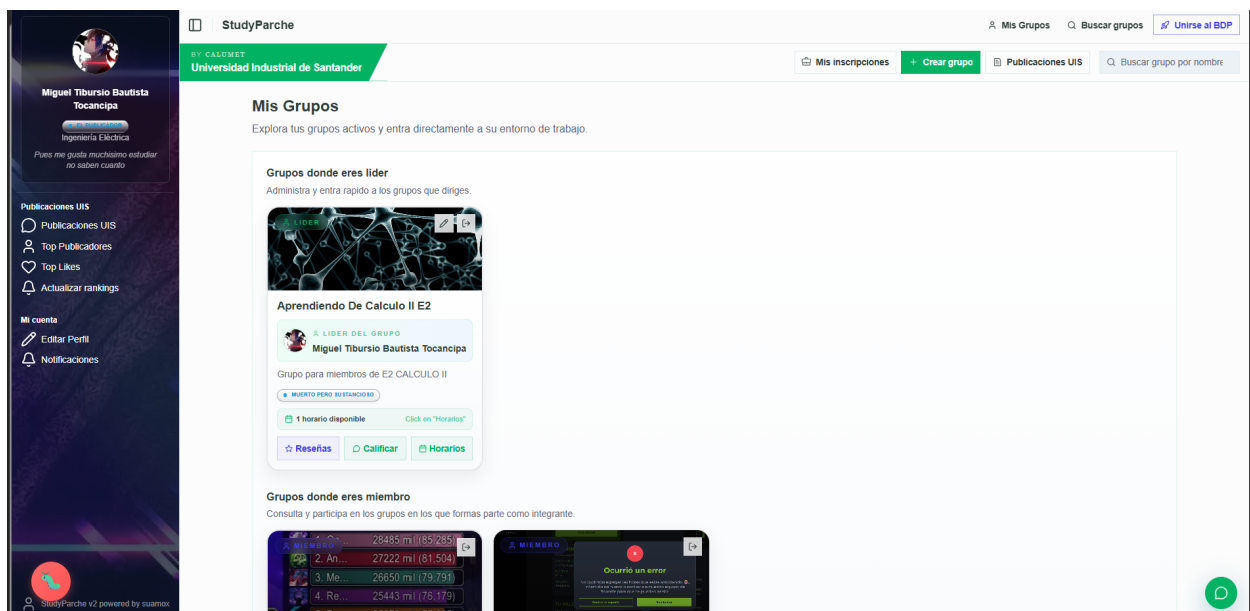 StudyParche
Mis Grupos
Buscar grupos
Unirse al BDP
BY CALUMET
Universidad Industrial de Santander
Mis inscripciones
+ Crear grupo
Publicaciones UIS
Buscar grupo por nombre
Miguel Tibursio Bautista
Tocancipa
EL PUBLICADOR
Ingeniería Eléctrica
Pues me gusta muchisimo estudiar
no saben cuanto
Publicaciones UIS
Publicaciones UIS
Top Publicadores
Top Likes
Actualizar rankings
Mi cuenta
Editar Perfil
Notificaciones
StudyParche v2 powered by suamox
Mis Grupos
Explora tus grupos activos y entra directamente a su entorno de trabajo.
Grupos donde eres lider
Administra y entra rapido a los grupos que diriges.
LIDER
Aprendiendo De Calculo II E2
LIDER DEL GRUPO
Miguel Tibursio Bautista Tocancipa
Grupo para miembros de E2 CALCULO II
MUERTO PERO SUSTANCIOSO
1 horario disponible
Click en "Horarios"
Reseñas
Calificar
Horarios
Grupos donde eres miembro
Consulta y participa en los grupos en los que formas parte como integrante.
MIEMBRO
28485 mil (85.285)
2. An...
27222 mil (81.504)
3. Me...
26650 mil (79.791)
4. Re...
25443 mil (76.179)
MIEMBRO
Ocurrió un error